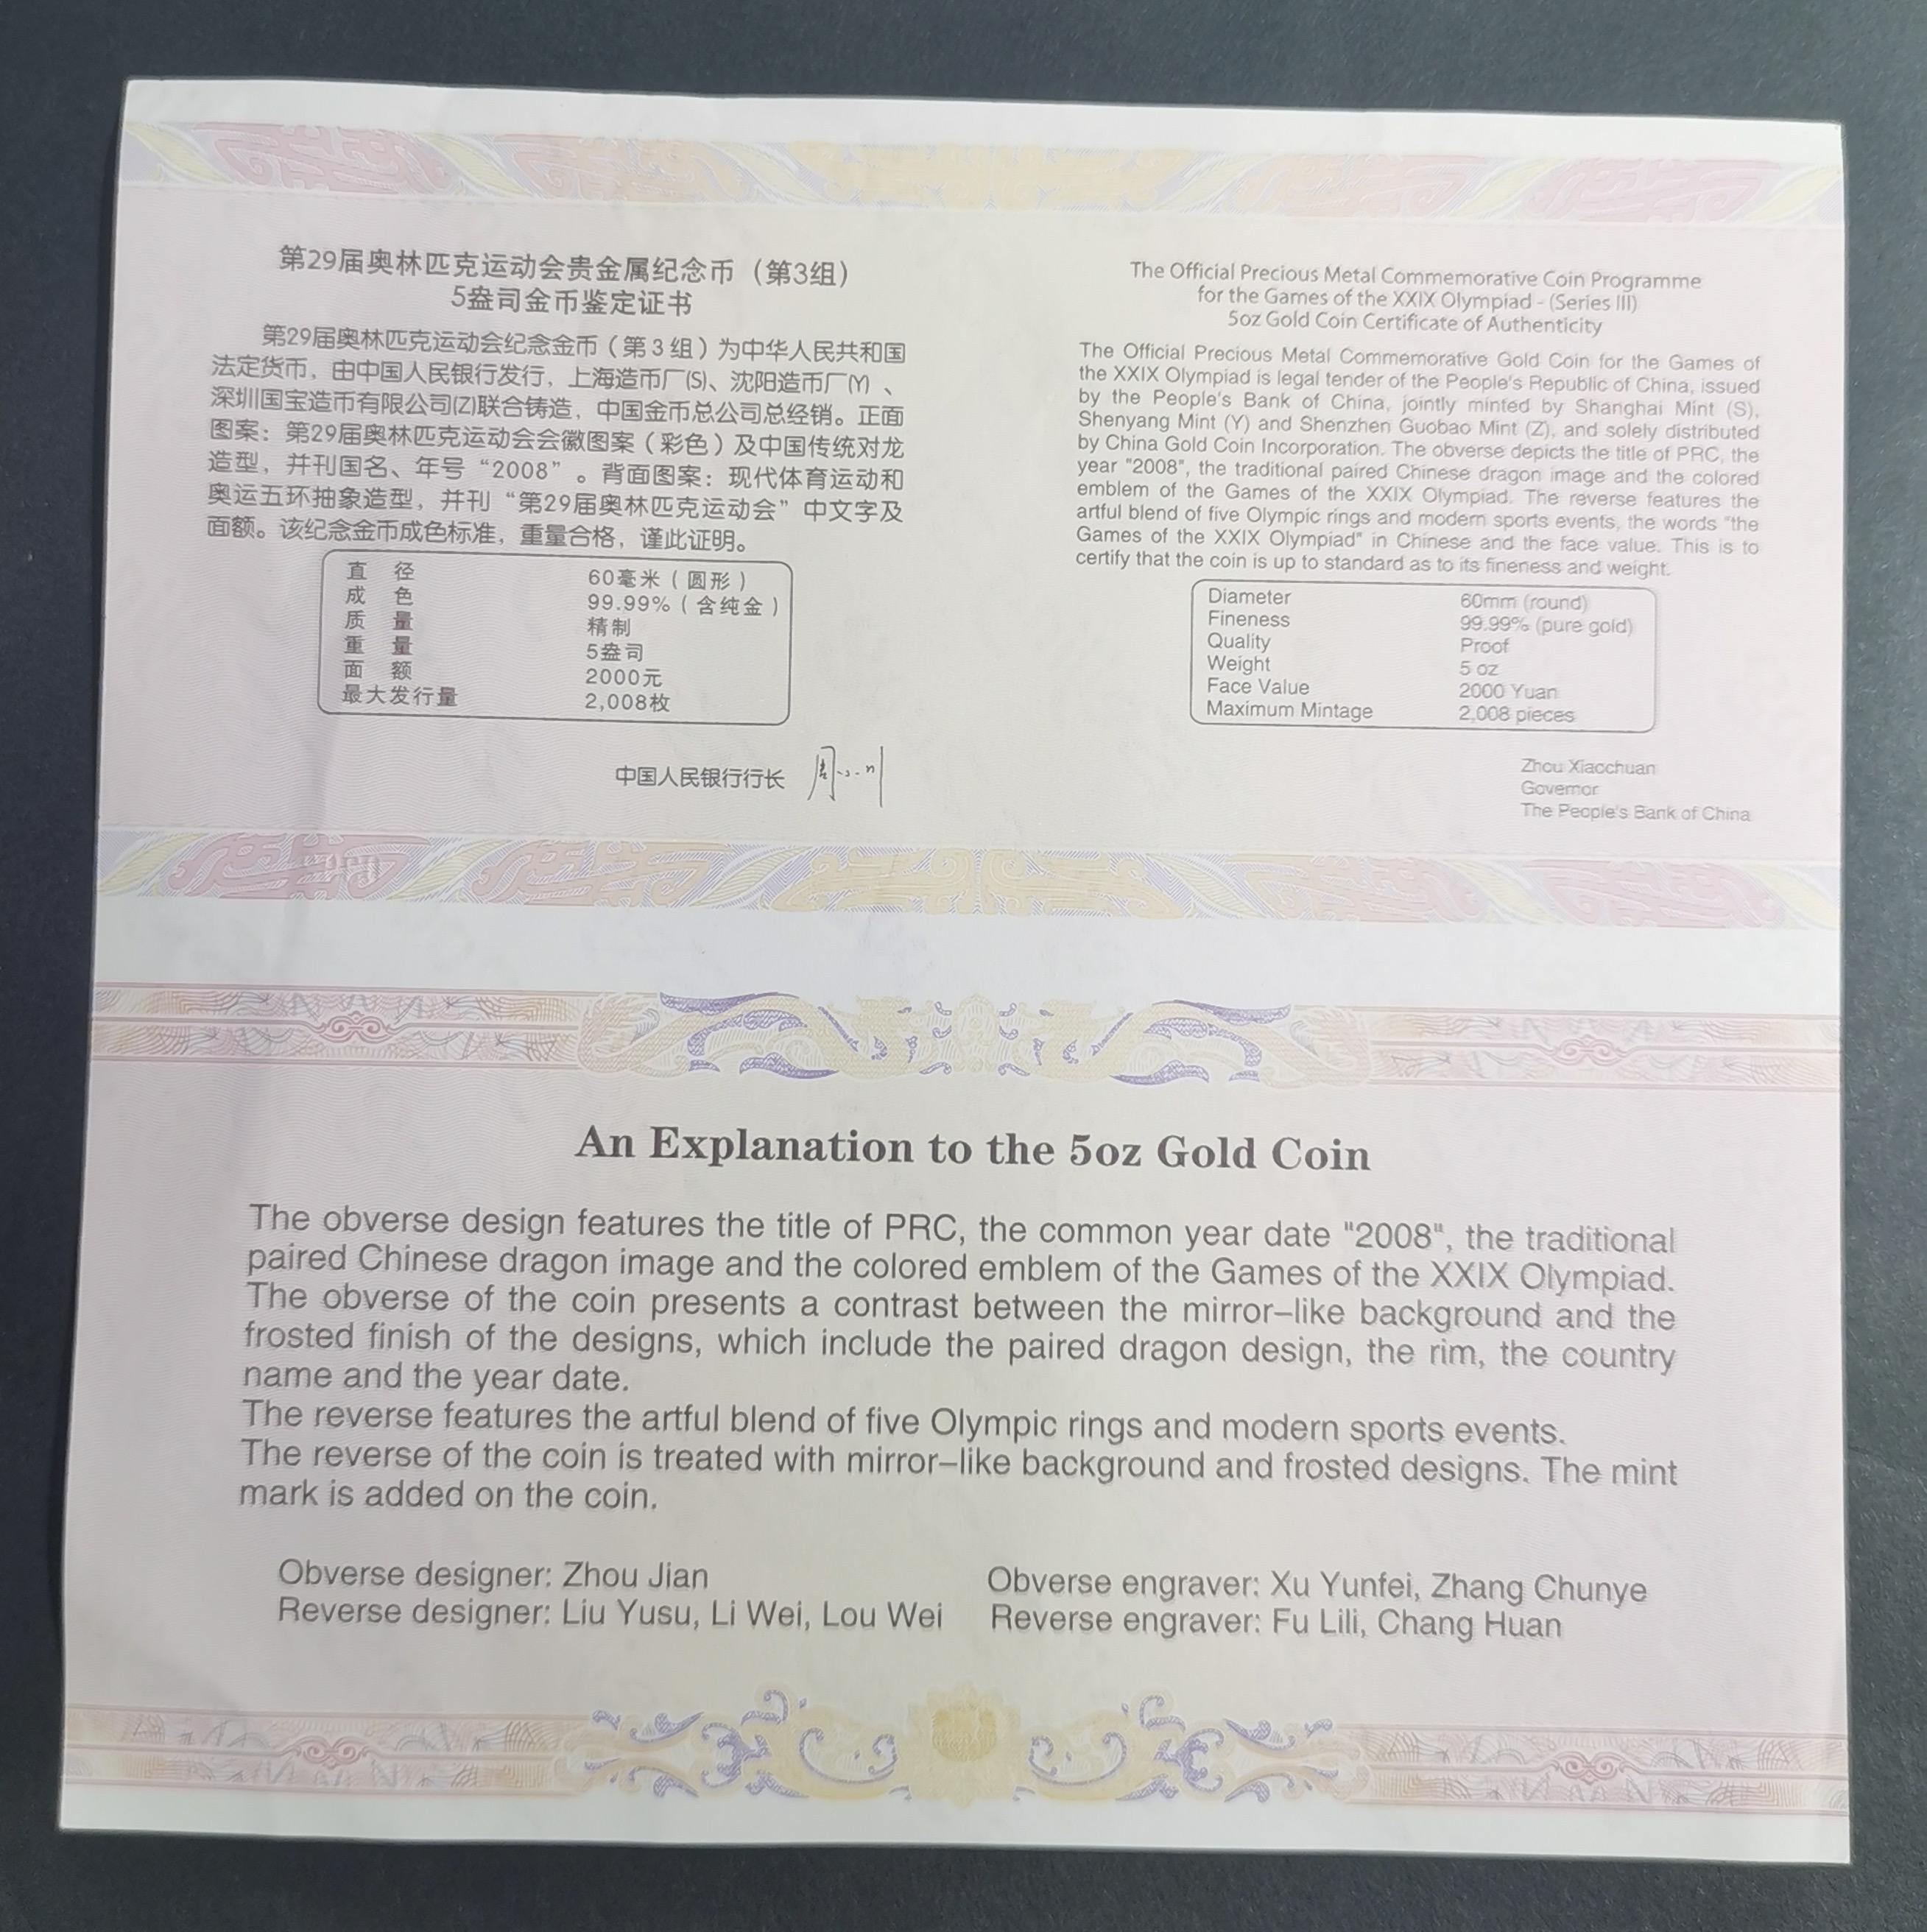 第29届奥林匹克运动会贵金属纪念币（第3组）
5盎司金币鉴定证书
第29届奥林匹克运动会纪念金币（第3组）为中华人民共和国
法定货币，由中国人民银行发行，上海造币厂(S)、沈阳造币厂(Y)、
深圳国宝造币有限公司(Z)联合铸造，中国金币总公司总经销。正面
图案：第29届奥林匹克运动会会徽图案（彩色）及中国传统对龙
造型，并刊国名、年号“2008”。背面图案：现代体育运动和
奥运五环抽象造型，并刊“第29届奥林匹克运动会”中文字及
面额。该纪念金币成色标准，重量合格，谨此证明。
直 径 60毫米（圆形）
成 色 99.99%（含纯金）
质 量 精制
重 量 5盎司
面 额 2000元
最大发行量 2,008枚
中国人民银行行长 周小川
The Official Precious Metal Commemorative Coin Programme
for the Games of the XXIX Olympiad - (Series III)
5oz Gold Coin Certificate of Authenticity
The Official Precious Metal Commemorative Gold Coin for the Games of
the XXIX Olympiad is legal tender of the People's Republic of China, issued
by the People's Bank of China, jointly minted by Shanghai Mint (S),
Shenyang Mint (Y) and Shenzhen Guobao Mint (Z), and solely distributed
by China Gold Coin Incorporation. The obverse depicts the title of PRC, the
year "2008", the traditional paired Chinese dragon image and the colored
emblem of the Games of the XXIX Olympiad. The reverse features the
artful blend of five Olympic rings and modern sports events, the words "the
Games of the XXIX Olympiad" in Chinese and the face value. This is to
certify that the coin is up to standard as to its fineness and weight.
Diameter 60mm (round)
Fineness 99.99% (pure gold)
Quality Proof
Weight 5 oz
Face Value 2000 Yuan
Maximum Mintage 2,008 pieces
Zhou Xiaochuan
Governor
The People's Bank of China
An Explanation to the 5oz Gold Coin
The obverse design features the title of PRC, the common year date "2008", the traditional
paired Chinese dragon image and the colored emblem of the Games of the XXIX Olympiad.
The obverse of the coin presents a contrast between the mirror–like background and the
frosted finish of the designs, which include the paired dragon design, the rim, the country
name and the year date.
The reverse features the artful blend of five Olympic rings and modern sports events.
The reverse of the coin is treated with mirror–like background and frosted designs. The mint
mark is added on the coin.
Obverse designer: Zhou Jian Obverse engraver: Xu Yunfei, Zhang Chunye
Reverse designer: Liu Yusu, Li Wei, Lou Wei Reverse engraver: Fu Lili, Chang Huan